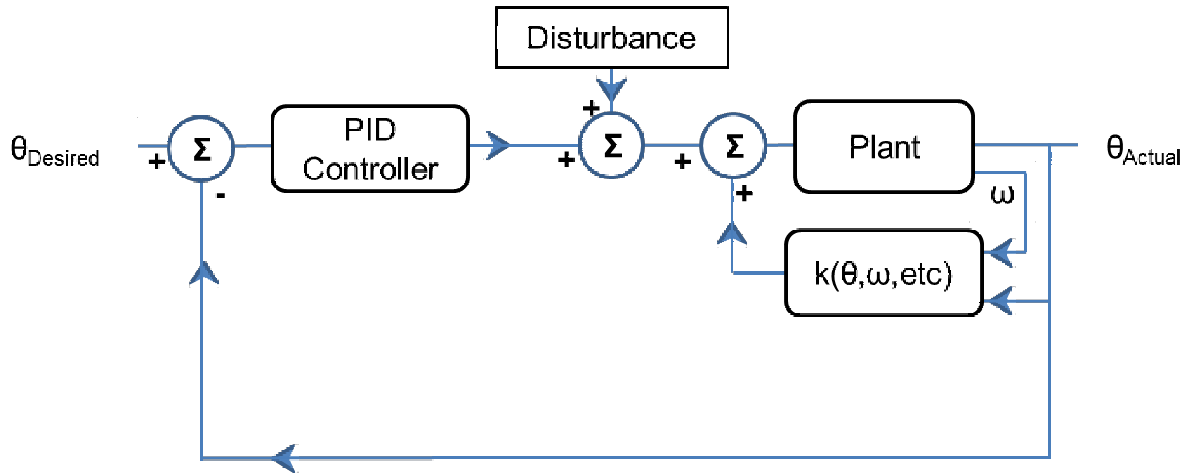 Disturbance
+
θDesired
+
Σ
-
PID
Controller
+
Σ
+
Σ
+
Plant
θActual
ω
k(θ,ω,etc)